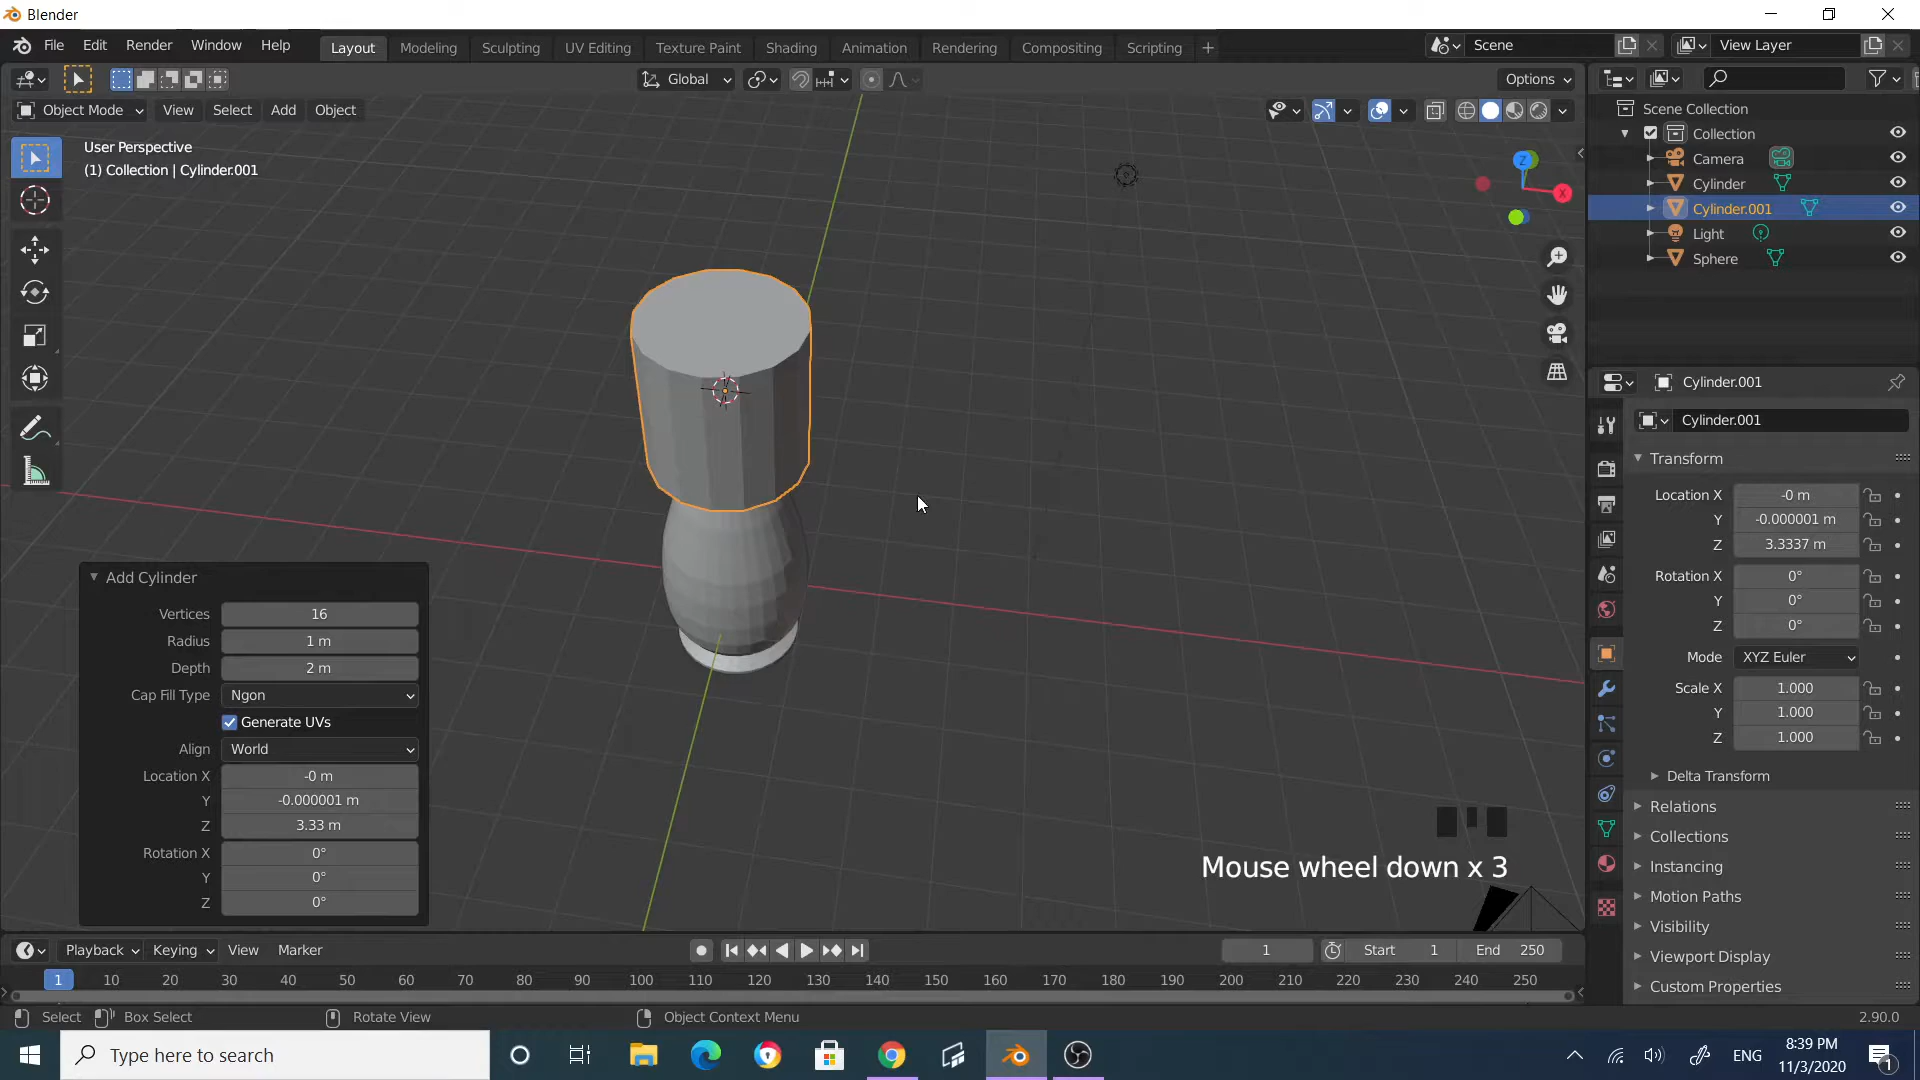 Blender
File Edit Render Window Help Layout Modeling Sculpting UV Editing Texture Paint Shading Animation Rendering Compositing Scripting + Scene View Layer
Global Options
Object Mode View Select Add Object
User Perspective
(1) Collection | Cylinder.001
Z
X
Scene Collection
Collection
Camera
Cylinder
Cylinder.001
Light
Sphere
Cylinder.001
Cylinder.001
Transform
Location X -0 m
Y -0.000001 m
Z 3.3337 m
Rotation X 0°
Y 0°
Z 0°
Mode XYZ Euler
Scale X 1.000
Y 1.000
Z 1.000
Delta Transform
Relations
Collections
Instancing
Motion Paths
Visibility
Viewport Display
Custom Properties
Add Cylinder
Vertices 16
Radius 1 m
Depth 2 m
Cap Fill Type Ngon
Generate UVs
Align World
Location X -0 m
Y -0.000001 m
Z 3.33 m
Rotation X 0°
Y 0°
Z 0°
Mouse wheel down x 3
Playback Keying View Marker 1 Start 1 End 250
1 10 20 30 40 50 60 70 80 90 100 110 120 130 140 150 160 170 180 190 200 210 220 230 240 250
Select Box Select Rotate View Object Context Menu 2.90.0
Type here to search ENG 8:39 PM
11/3/2020 1